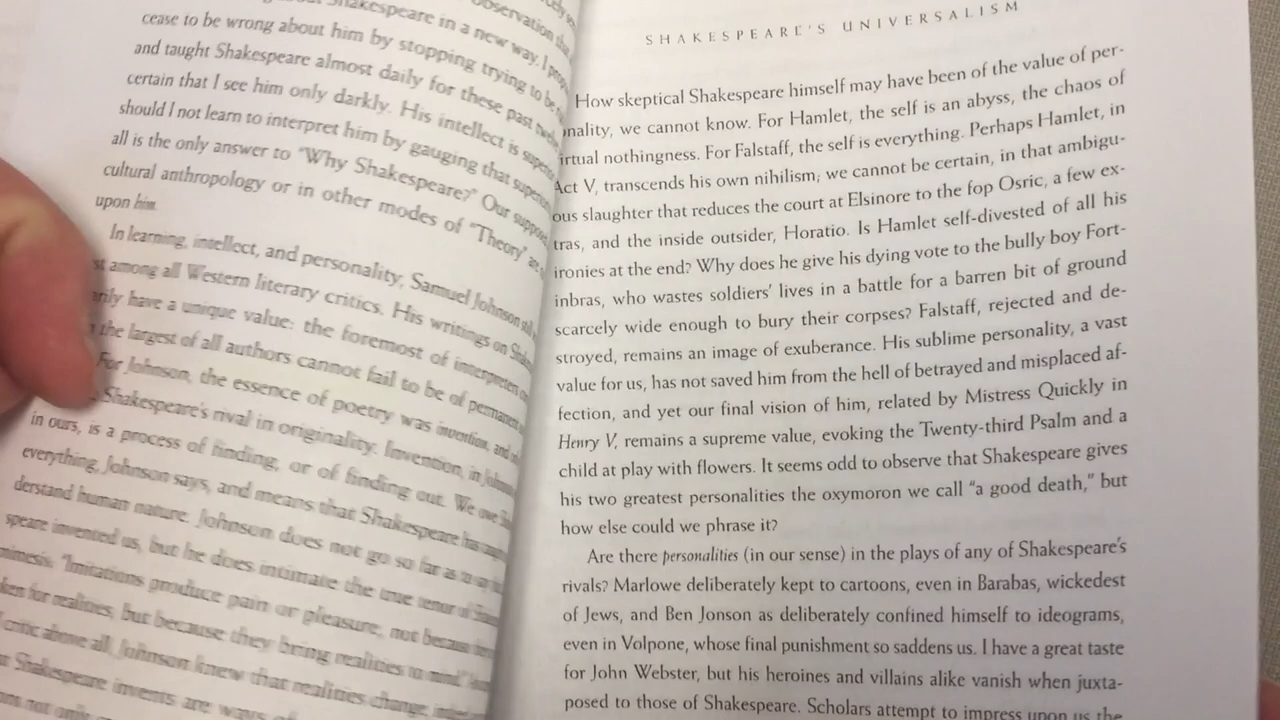 Shakespeare in a new way. I
cease to be wrong about him by stopping trying to be
and taught Shakespeare almost daily for these past
certain that I see him only darkly. His intellect is
should I not learn to interpret him by gauging that
all is the only answer to "Why Shakespeare?" Our
cultural anthropology or in other modes of "Theory"
upon him.
In learning, intellect, and personality, Samuel Johnson
among all Western literary critics. His writings on
have a unique value: the foremost of interpreters
the largest of all authors cannot fail to be of permanent
For Johnson, the essence of poetry was invention, and
Shakespeare's rival in originality. Invention, in
in ours, is a process of finding, or of finding out. We owe
everything, Johnson says, and means that Shakespeare has
derstand human nature. Johnson does not go so far as to say
speare invented us, but he does intimate the true tenor of
mimesis: "Imitations produce pain or pleasure, not because
for realities, but because they bring realities to mind."
critic above all, Johnson knew that realities change,
Shakespeare invents are ways of
SHAKESPEARE'S UNIVERSALISM
How skeptical Shakespeare himself may have been of the value of per-
nality, we cannot know. For Hamlet, the self is an abyss, the chaos of
irtual nothingness. For Falstaff, the self is everything. Perhaps Hamlet, in
Act V, transcends his own nihilism; we cannot be certain, in that ambigu-
ous slaughter that reduces the court at Elsinore to the fop Osric, a few ex-
tras, and the inside outsider, Horatio. Is Hamlet self-divested of all his
ironies at the end? Why does he give his dying vote to the bully boy Fort-
inbras, who wastes soldiers' lives in a battle for a barren bit of ground
scarcely wide enough to bury their corpses? Falstaff, rejected and de-
stroyed, remains an image of exuberance. His sublime personality, a vast
value for us, has not saved him from the hell of betrayed and misplaced af-
fection, and yet our final vision of him, related by Mistress Quickly in
Henry V, remains a supreme value, evoking the Twenty-third Psalm and a
child at play with flowers. It seems odd to observe that Shakespeare gives
his two greatest personalities the oxymoron we call "a good death," but
how else could we phrase it?
Are there personalities (in our sense) in the plays of any of Shakespeare's
rivals? Marlowe deliberately kept to cartoons, even in Barabas, wickedest
of Jews, and Ben Jonson as deliberately confined himself to ideograms,
even in Volpone, whose final punishment so saddens us. I have a great taste
for John Webster, but his heroines and villains alike vanish when juxta-
posed to those of Shakespeare. Scholars attempt to impress upon us the